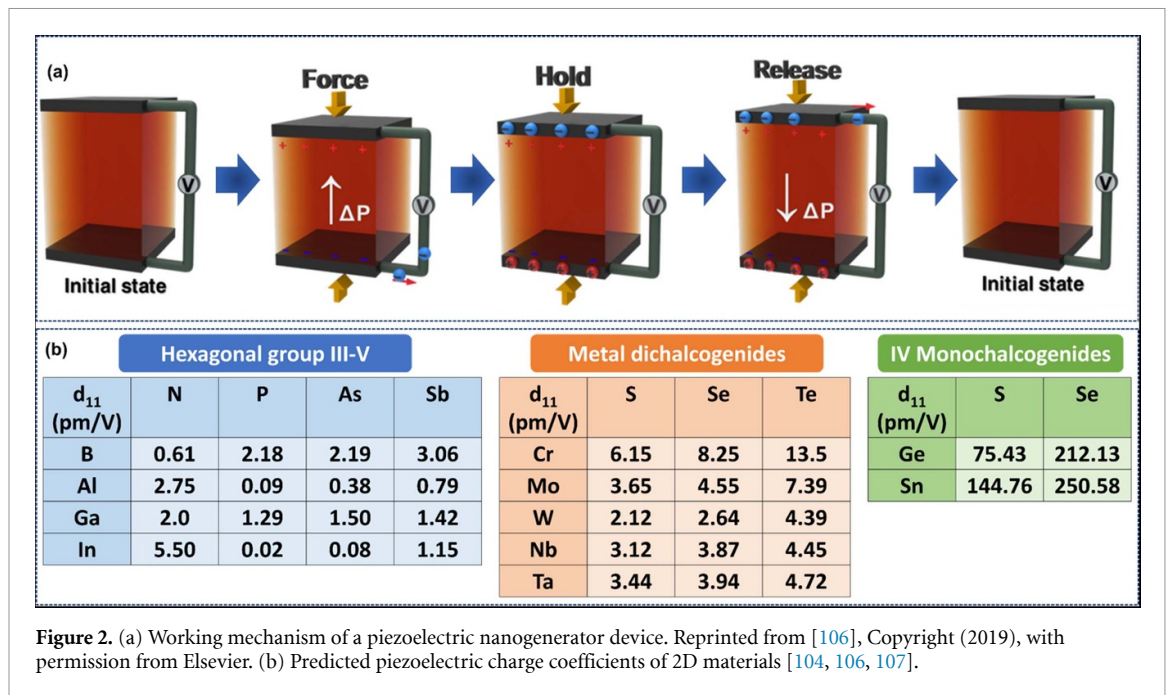 (a)
Force
Hold
Release
+ + + +
+ + + +
+ + +
ΔP
ΔP
V
V
V
V
V
Initial state
Initial state
(b)
Hexagonal group III-V
d11 (pm/V) N P As Sb
B 0.61 2.18 2.19 3.06
Al 2.75 0.09 0.38 0.79
Ga 2.0 1.29 1.50 1.42
In 5.50 0.02 0.08 1.15
Metal dichalcogenides
d11 (pm/V) S Se Te
Cr 6.15 8.25 13.5
Mo 3.65 4.55 7.39
W 2.12 2.64 4.39
Nb 3.12 3.87 4.45
Ta 3.44 3.94 4.72
IV Monochalcogenides
d11 (pm/V) S Se
Ge 75.43 212.13
Sn 144.76 250.58
Figure 2. (a) Working mechanism of a piezoelectric nanogenerator device. Reprinted from [106], Copyright (2019), with
permission from Elsevier. (b) Predicted piezoelectric charge coefficients of 2D materials [104, 106, 107].